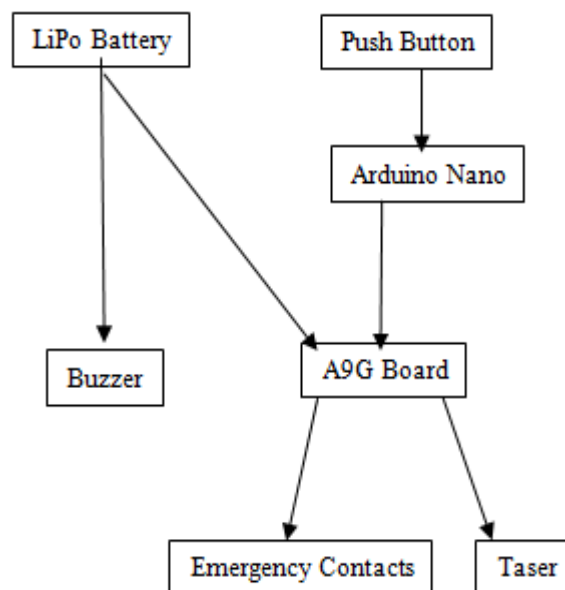 LiPo Battery
Push Button
Arduino Nano
Buzzer
A9G Board
Emergency Contacts
Taser